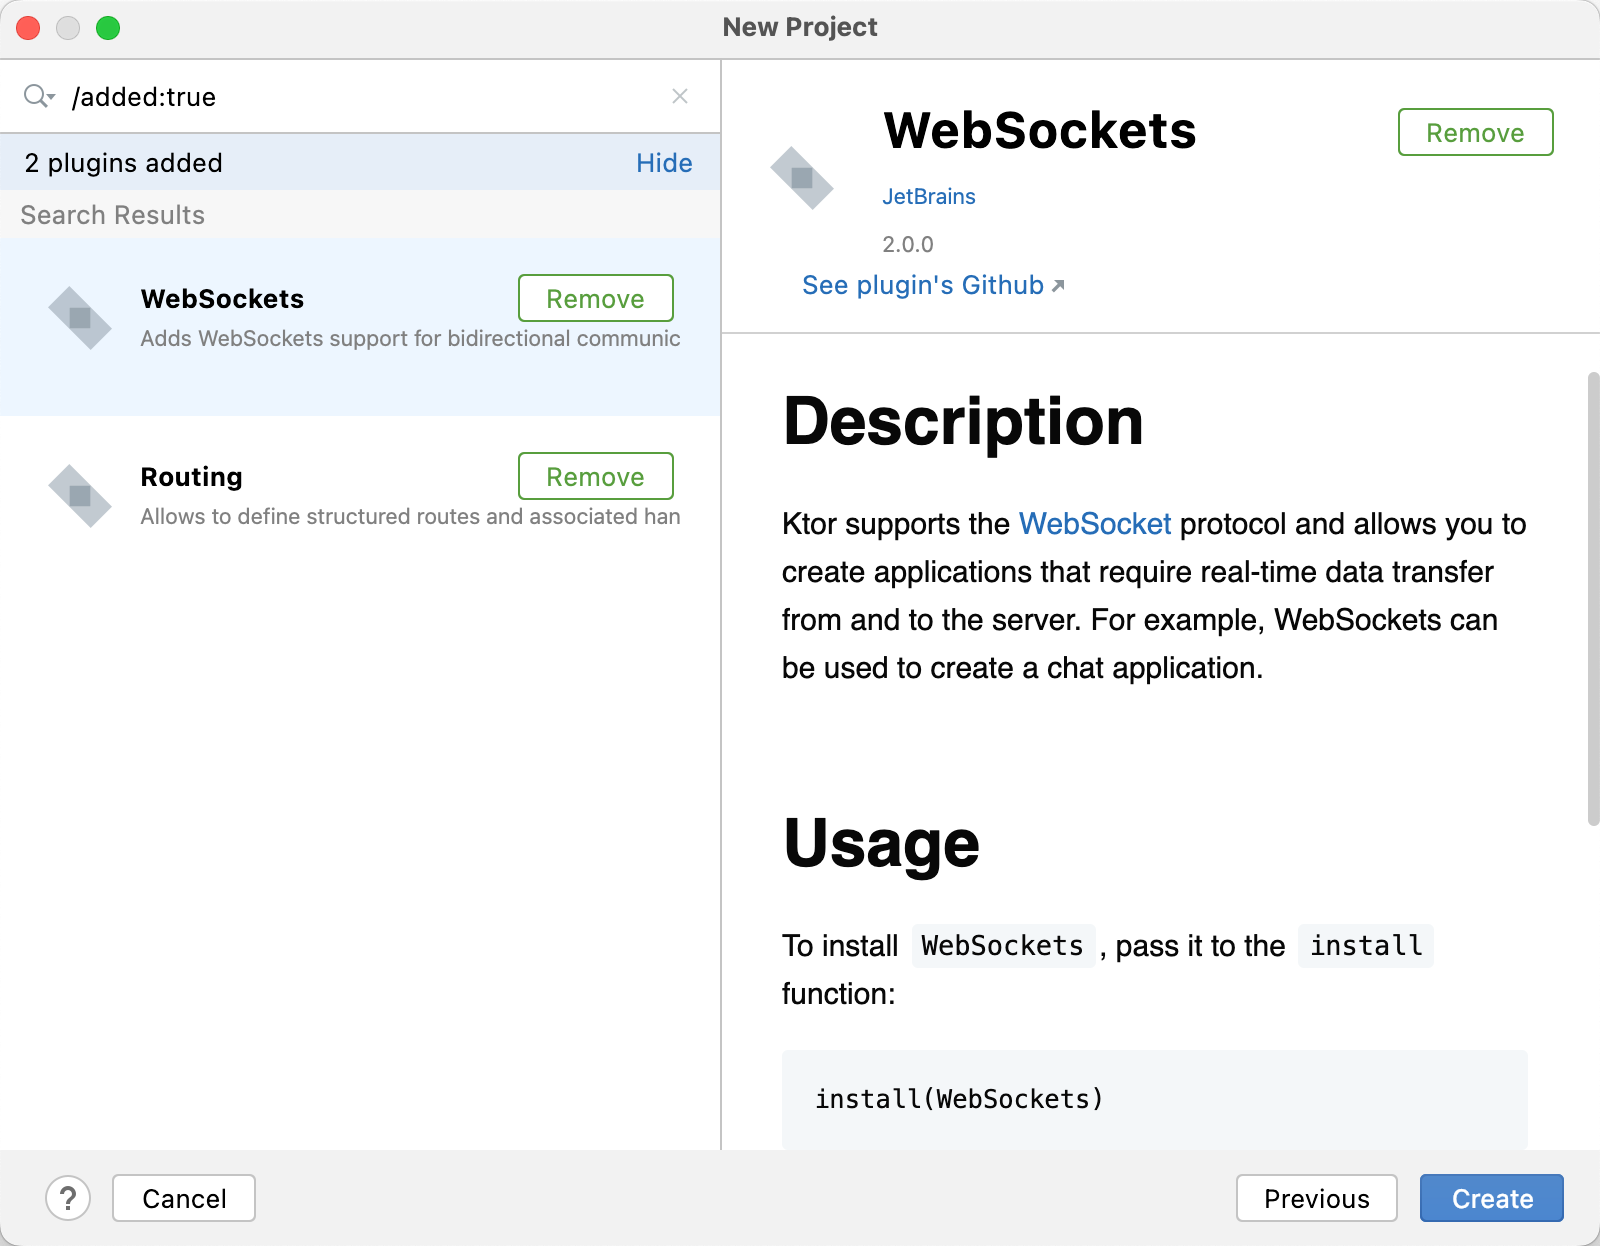 New Project
/added:true
2 plugins added
Hide
Search Results
WebSockets
Remove
Adds WebSockets support for bidirectional communic
Routing
Remove
Allows to define structured routes and associated han
WebSockets
Remove
JetBrains
2.0.0
See plugin's Github
Description
Ktor supports the WebSocket protocol and allows you to
create applications that require real-time data transfer
from and to the server. For example, WebSockets can
be used to create a chat application.
Usage
To install WebSockets, pass it to the install
function:
install(WebSockets)
?
Cancel
Previous
Create